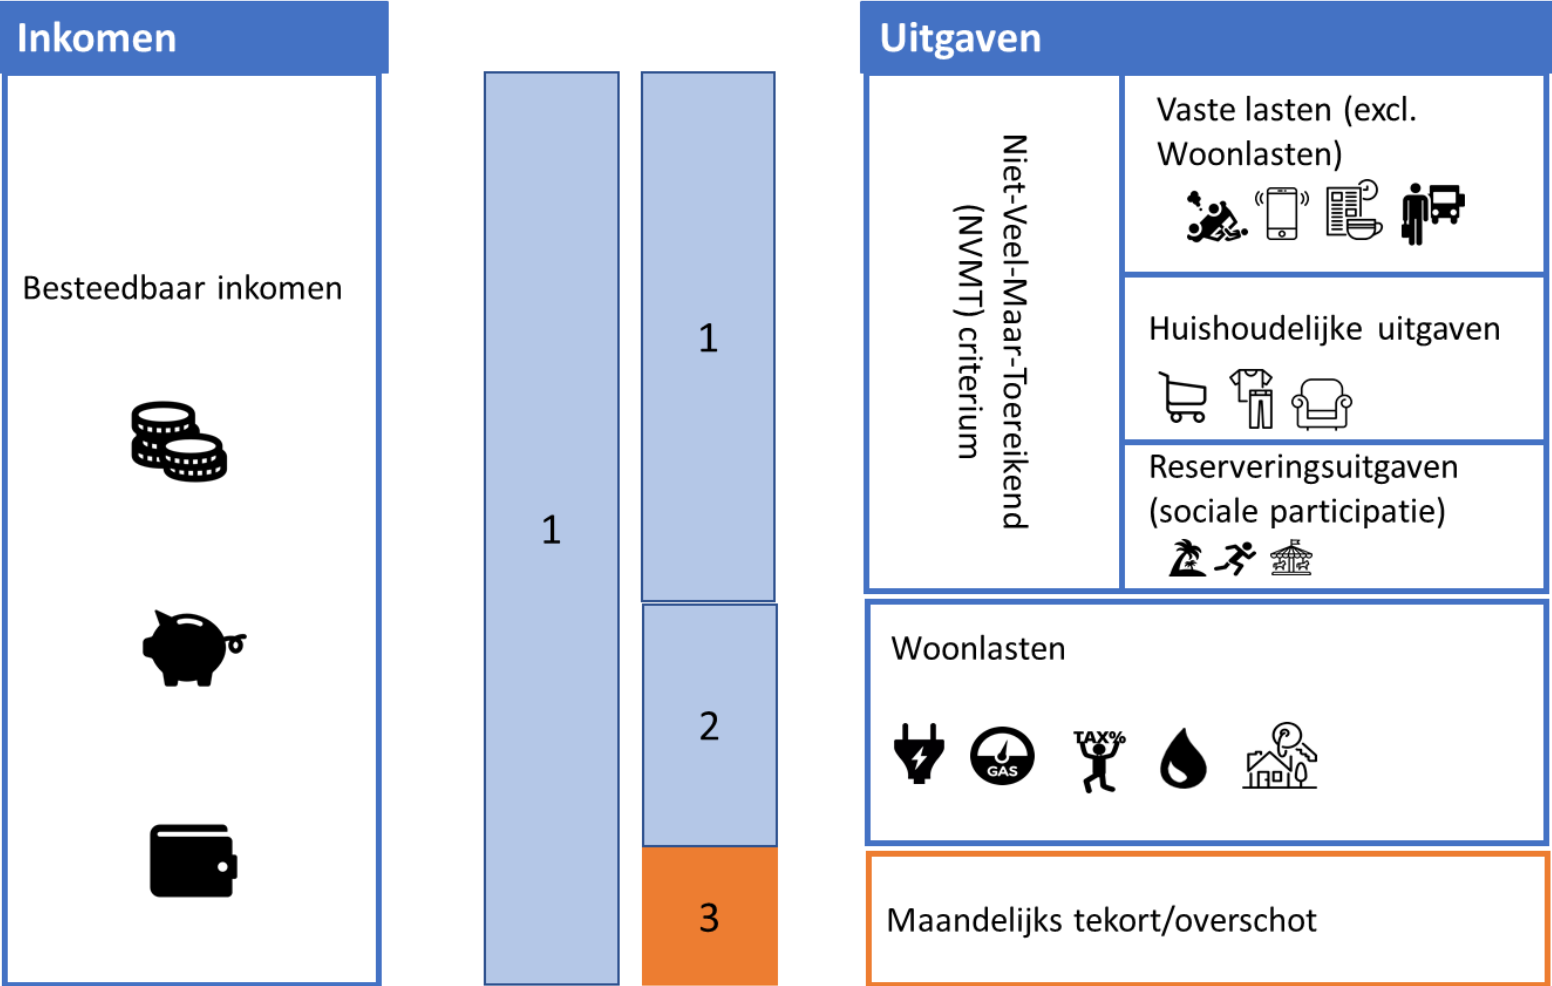 Inkomen
Besteedbaar inkomen
1
1
2
3
Uitgaven
Niet-Veel-Maar-Toereikend
(NVMT) criterium
Vaste lasten (excl.
Woonlasten)
Huishoudelijke uitgaven
Reserveringsuitgaven
(sociale participatie)
Woonlasten
GAS
TAX%
Maandelijks tekort/overschot